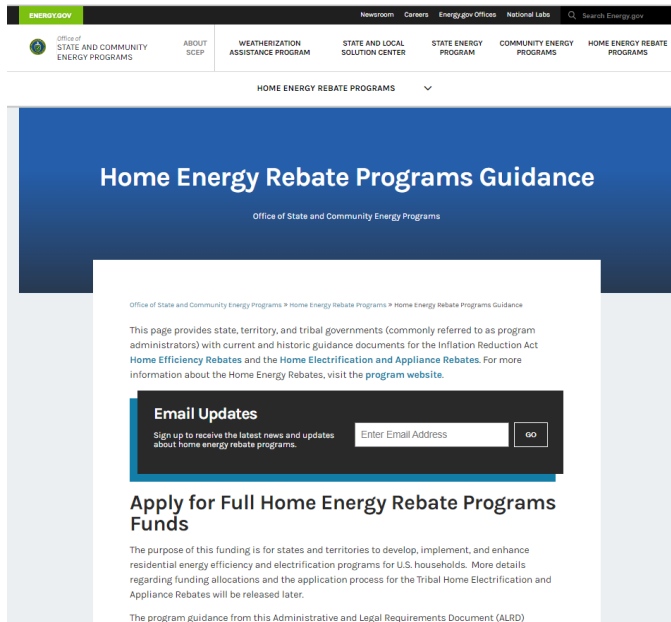 ENERGY.GOV
Newsroom Careers Energy.gov Offices National Labs Search Energy.gov
Office of
STATE AND COMMUNITY
ENERGY PROGRAMS
ABOUT
SCEP
WEATHERIZATION
ASSISTANCE PROGRAM
STATE AND LOCAL
SOLUTION CENTER
STATE ENERGY
PROGRAM
COMMUNITY ENERGY
PROGRAMS
HOME ENERGY REBATE
PROGRAMS
HOME ENERGY REBATE PROGRAMS
Home Energy Rebate Programs Guidance
Office of State and Community Energy Programs
Office of State and Community Energy Programs » Home Energy Rebate Programs » Home Energy Rebate Programs Guidance
This page provides state, territory, and tribal governments (commonly referred to as program
administrators) with current and historic guidance documents for the Inflation Reduction Act
Home Efficiency Rebates and the Home Electrification and Appliance Rebates. For more
information about the Home Energy Rebates, visit the program website.
Email Updates
Sign up to receive the latest news and updates
about home energy rebate programs.
Enter Email Address
GO
Apply for Full Home Energy Rebate Programs
Funds
The purpose of this funding is for states and territories to develop, implement, and enhance
residential energy efficiency and electrification programs for U.S. households. More details
regarding funding allocations and the application process for the Tribal Home Electrification and
Appliance Rebates will be released later.
The program guidance from this Administrative and Legal Requirements Document (ALRD)